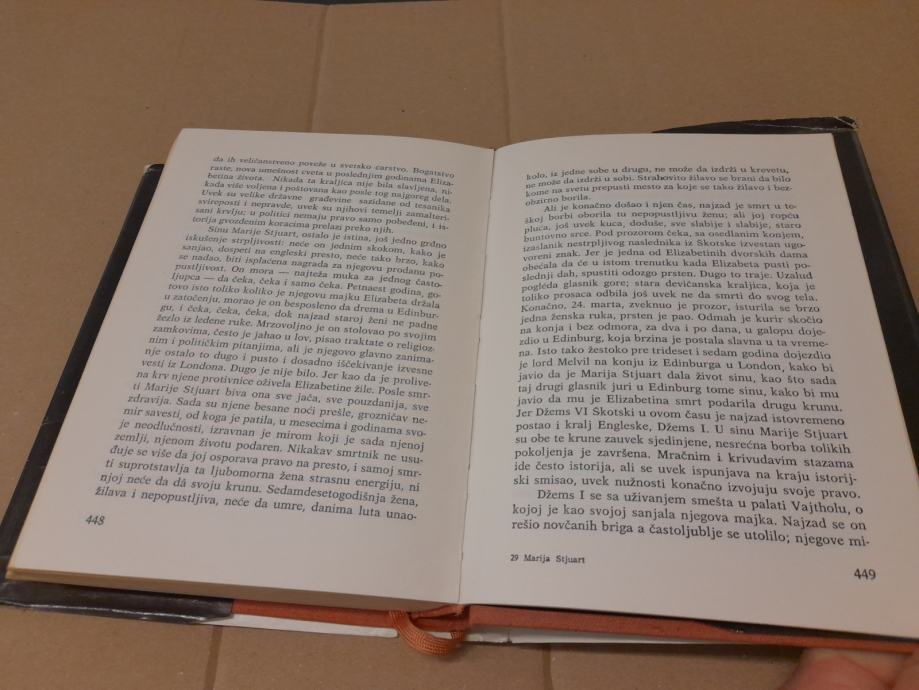 da ih veličanstveno poveže u svetsko carstvo. Bogatstvo
raste, nova umetnost cveta u poslednjim godinama Eliza-
betina života. Nikada ta kraljica nije bila slavljena, ni-
kada više voljena i poštovana kao posle tog najgoreg dela.
Uvek su velike državne građevine sazidane od tesanika
svireposti i nepravde, uvek su njihovi temelji zamalteri-
sani krvlju; u politici nemaju pravo samo pobeđeni, i is-
torija gvozdenim koracima prelazi preko njih.
Sinu Marije Stjuart, ostalo je istina, još jedno grdno
iskušenje strpljivosti: neće on jednim skokom, kako je
sanjao, dospeti na engleski presto, neće tako brzo, kako
se nadao, biti isplaćena nagrada za njegovu prodanu po-
pustljivost. On mora — najteža muka za jednog často-
ljupca — da čeka, čeka i samo čeka. Petnaest godina, go-
tovo isto toliko koliko je njegovu majku Elizabeta držala
u zatočenju, morao je on besposleno da drema u Edinbur-
gu, i čeka, čeka, čeka, dok najzad staroj ženi ne padne
žezlo iz ledene ruke. Mrzovoljno je on stolovao po svojim
zamkovima, često je jahao u lov, pisao traktate o religioz-
nim i političkim pitanjima, ali je njegovo glavno zanima-
nje ostalo to dugo i pusto i dosadno iščekivanje izvesne
vesti iz Londona. Dugo je nije bilo. Jer kao da je prolive-
na krv njene protivnice oživela Elizabetine žile. Posle smr-
ti Marije Stjuart biva ona sve jača, sve pouzdanija, sve
zdravija. Sada su njene besane noći prešle, grozničav ne-
mir savesti, od koga je patila, u mesecima i godinama svo-
je neodlučnosti, izravnan je mirom koji je sada njenoj
zemlji, njenom životu podaren. Nikakav smrtnik ne usu-
đuje se više da joj osporava pravo na presto, i samoj smr-
ti suprotstavlja ta ljubomorna žena strasnu energiju, ni
njoj neće da dâ svoju krunu. Sedamdesetogodišnja žena,
žilava i nepopustljiva, neće da umre, danima luta unao-
448
kolo, iz jedne sobe u drugu, ne može da izdrži u krevetu,
ne može da izdrži u sobi. Strahovito žilavo se brani da bilo
kome na svetu prepusti mesto za koje se tako žilavo i bez-
obzirno borila.
Ali je konačno došao i njen čas, najzad je smrt u to-
škoj borbi oborila tu nepopustljivu ženu; ali joj ropću
pluća, još uvek kuca, doduše, sve slabije i slabije, staro
buntovno srce. Pod prozorom čeka, sa osedlanim konjem,
izaslanik nestrpljivog naslednika iz Škotske izvestan ugo-
voreni znak. Jer je jedna od Elizabetinih dvorskih dama
obećala da će u istom trenutku kada Elizabeta pusti po-
slednji dah, spustiti odozgo prsten. Dugo to traje. Uzalud
pogleda glasnik gore; stara devičanska kraljica, koja je
toliko prosaca odbila još uvek ne da smrti do svog tela.
Konačno, 24. marta, zveknuo je prozor, isturila se brzo
jedna ženska ruka, prsten je pao. Odmah je kurir skočio
na konja i bez odmora, za dva i po dana, u galopu doje-
zdio u Edinburg, koja brzina je postala slavna u ta vreme-
na. Isto tako žestoko pre trideset i sedam godina dojezdio
je lord Melvil na konju iz Edinburga u London, kako bi
javio da je Marija Stjuart dala život sinu, kao što sada
taj drugi glasnik juri u Edinburg tome sinu, kako bi mu
javio da mu je Elizabetina smrt podarila drugu krunu.
Jer Džems VI Škotski u ovom času je najzad istovremeno
postao i kralj Engleske, Džems I. U sinu Marije Stjuart
su obe te krune zauvek sjedinjene, nesrećna borba tolikih
pokoljenja je završena. Mračnim i krivudavim stazama
ide često istorija, ali se uvek ispunjava na kraju istorij-
ski smisao, uvek nužnosti konačno izvojuju svoje pravo.
Džems I se sa uživanjem smešta u palati Vajtholu, o
kojoj je kao svojoj sanjala njegova majka. Najzad se on
rešio novčanih briga a častoljublje se utolilo; njegove mi-
29 Marija Stjuart
449